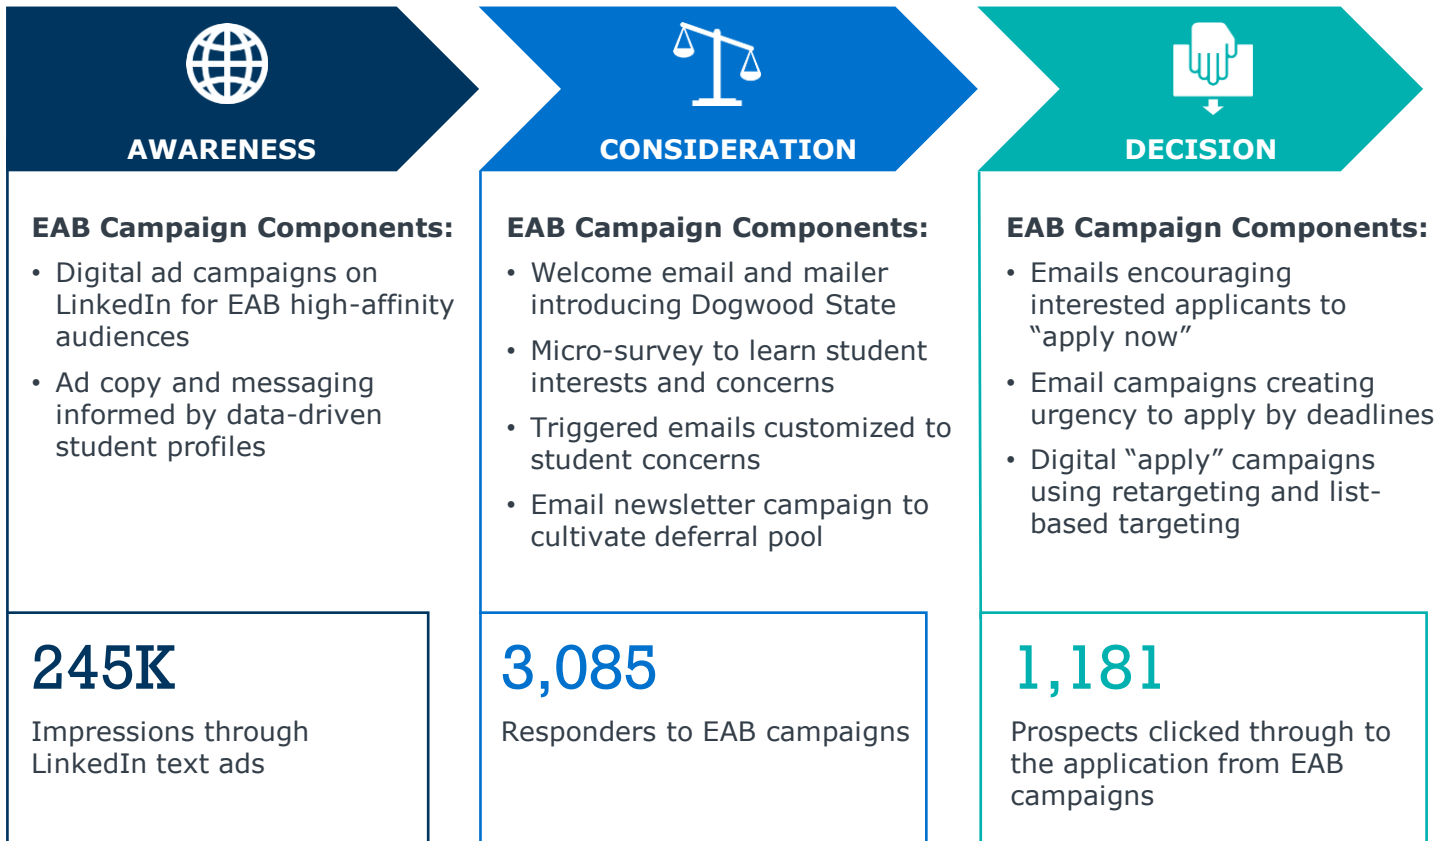 AWARENESS
EAB Campaign Components:
• Digital ad campaigns on
LinkedIn for EAB high-affinity
audiences
• Ad copy and messaging
informed by data-driven
student profiles
245K
Impressions through
LinkedIn text ads
CONSIDERATION
EAB Campaign Components:
• Welcome email and mailer
introducing Dogwood State
• Micro-survey to learn student
interests and concerns
• Triggered emails customized to
student concerns
• Email newsletter campaign to
cultivate deferral pool
3,085
Responders to EAB campaigns
DECISION
EAB Campaign Components:
• Emails encouraging
interested applicants to
“apply now”
• Email campaigns creating
urgency to apply by deadlines
• Digital “apply” campaigns
using retargeting and list-
based targeting
1,181
Prospects clicked through to
the application from EAB
campaigns